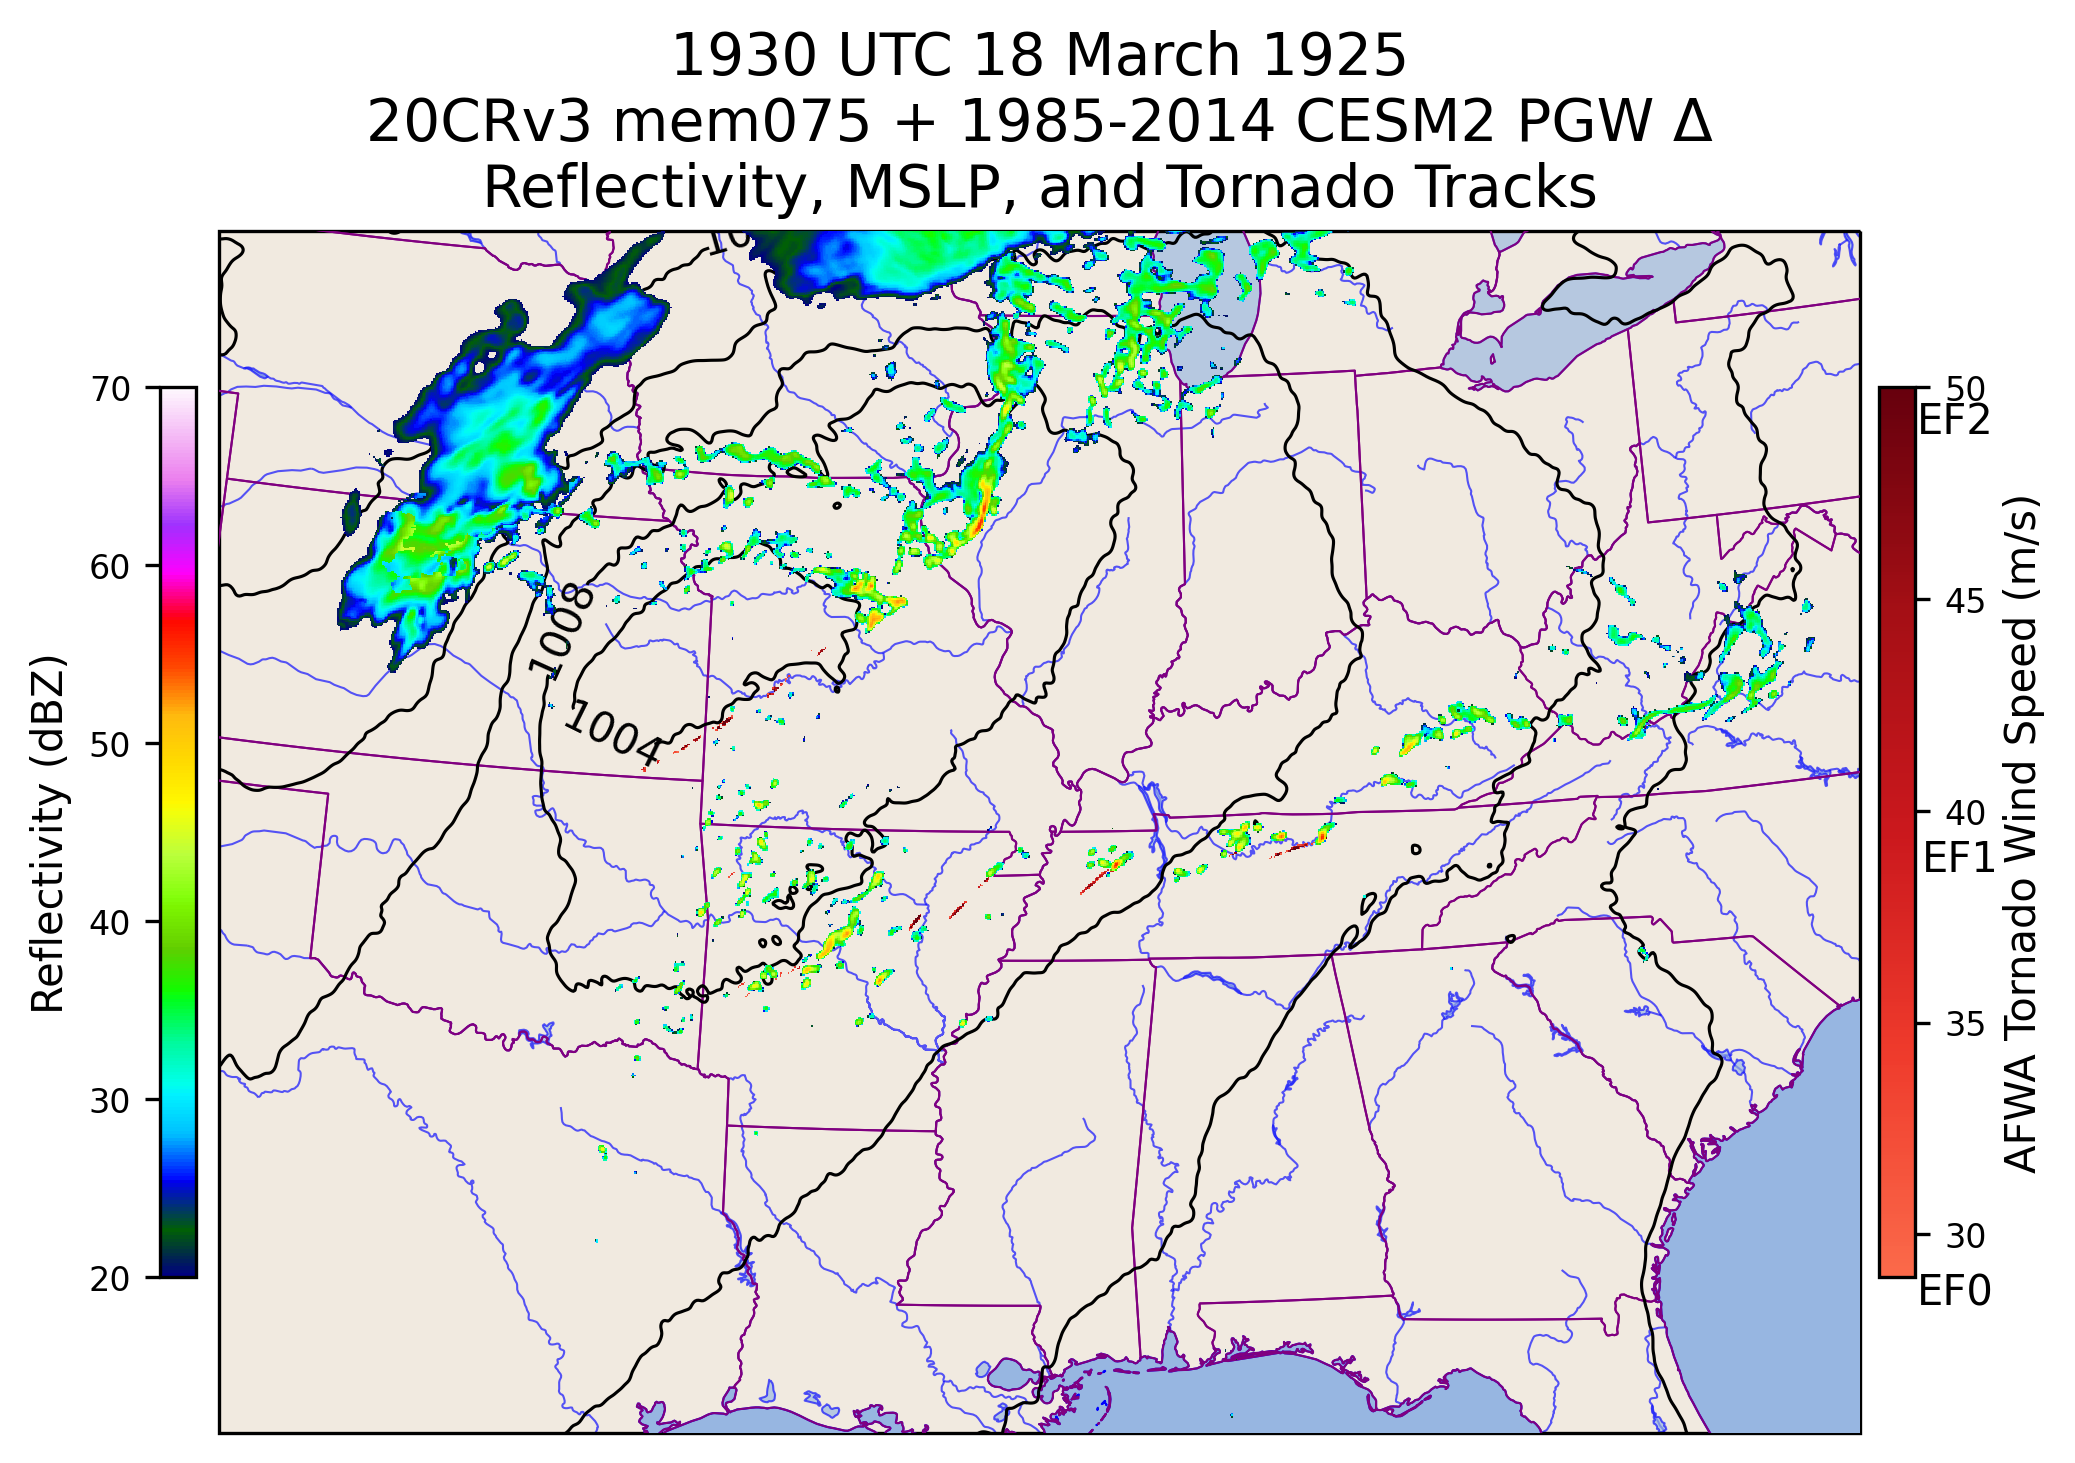 1930 UTC 18 March 1925
20CRv3 mem075 + 1985-2014 CESM2 PGW Δ
Reflectivity, MSLP, and Tornado Tracks
Reflectivity (dBZ)
70
60
50
40
30
20
1008
1004
50
EF2
45
40
EF1
35
30
EF0
AFWA Tornado Wind Speed (m/s)